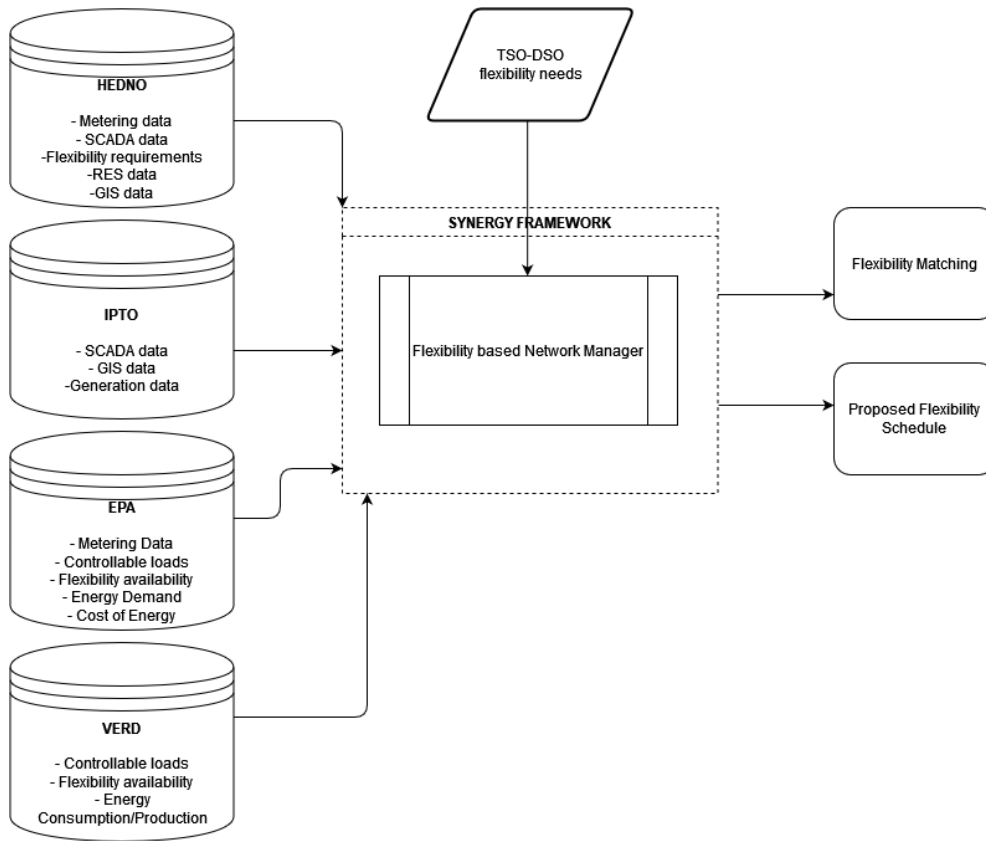 HEDNO
- Metering data
- SCADA data
-Flexibility requirements
-RES data
-GIS data
TSO-DSO
flexibility needs
SYNERGY FRAMEWORK
Flexibility based Network Manager
Flexibility Matching
Proposed Flexibility
Schedule
IPTO
- SCADA data
- GIS data
-Generation data
EPA
- Metering Data
- Controllable loads
- Flexibility availability
- Energy Demand
- Cost of Energy
VERD
- Controllable loads
- Flexibility availability
- Energy
Consumption/Production